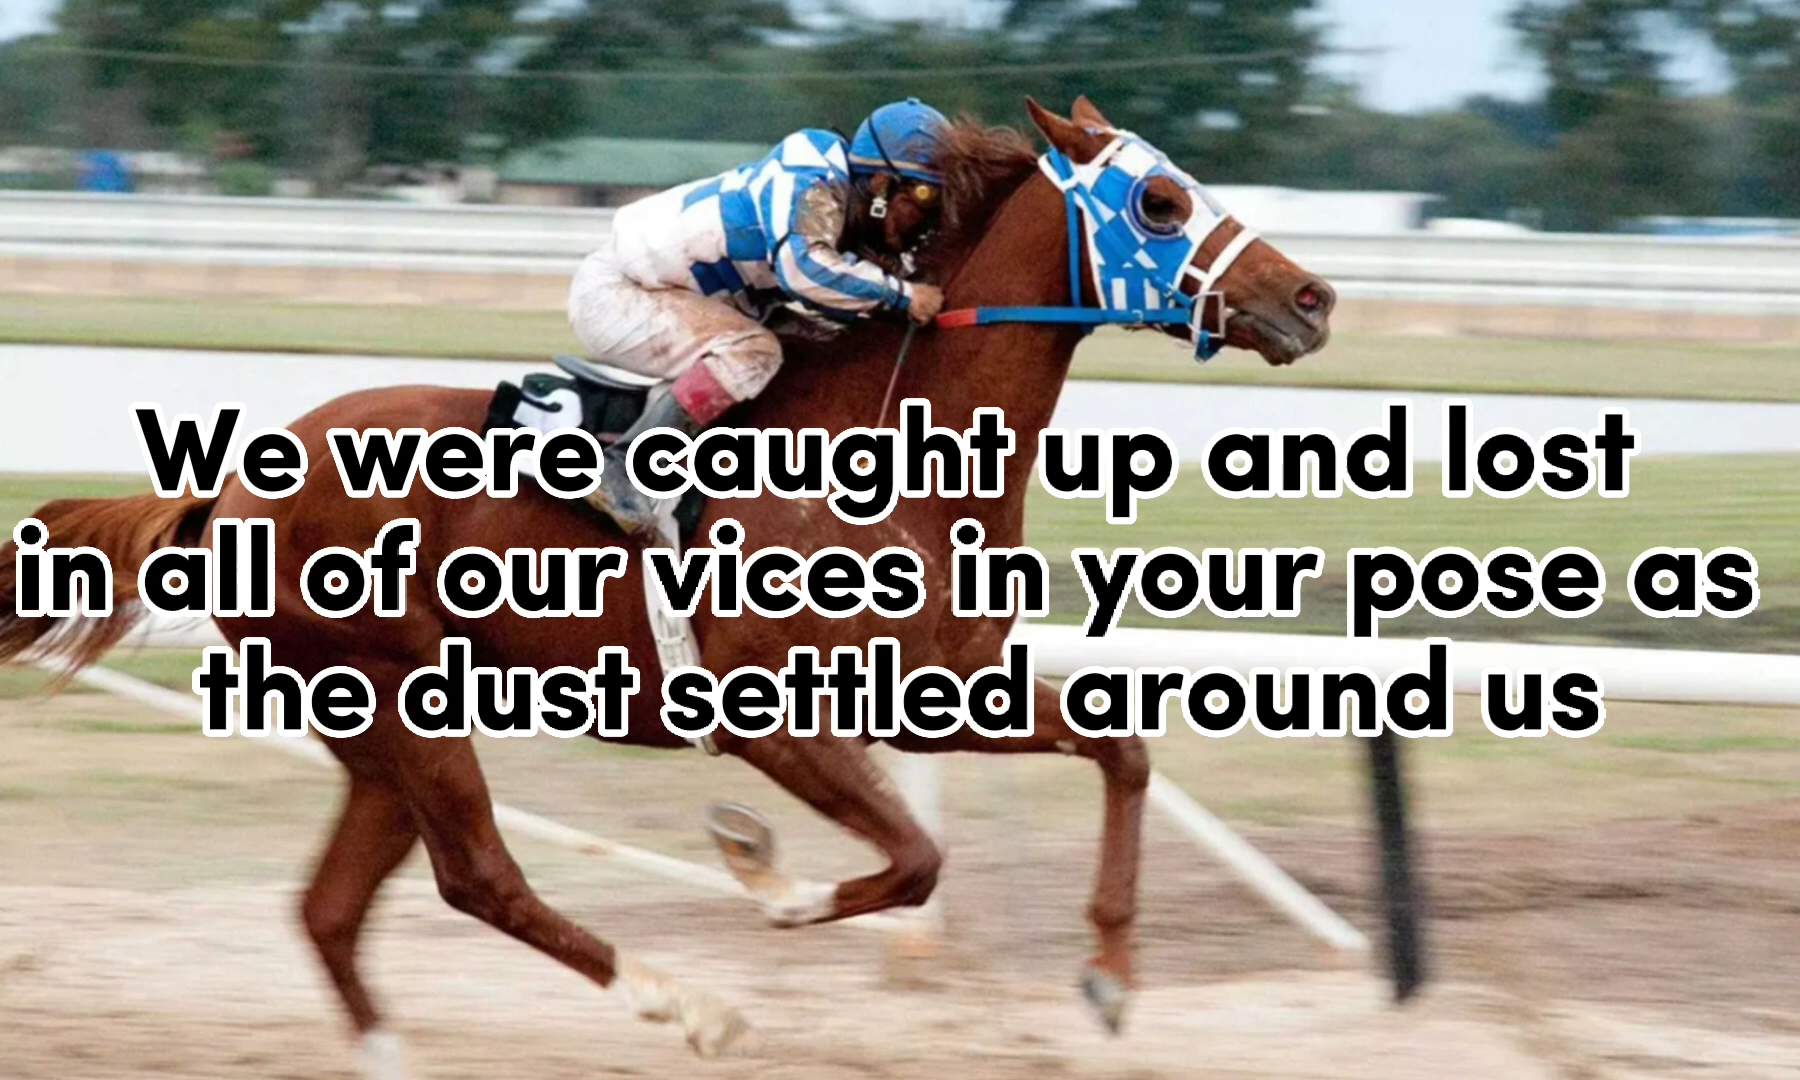 We were caught up and lost
in all of our vices in your pose as
the dust settled around us